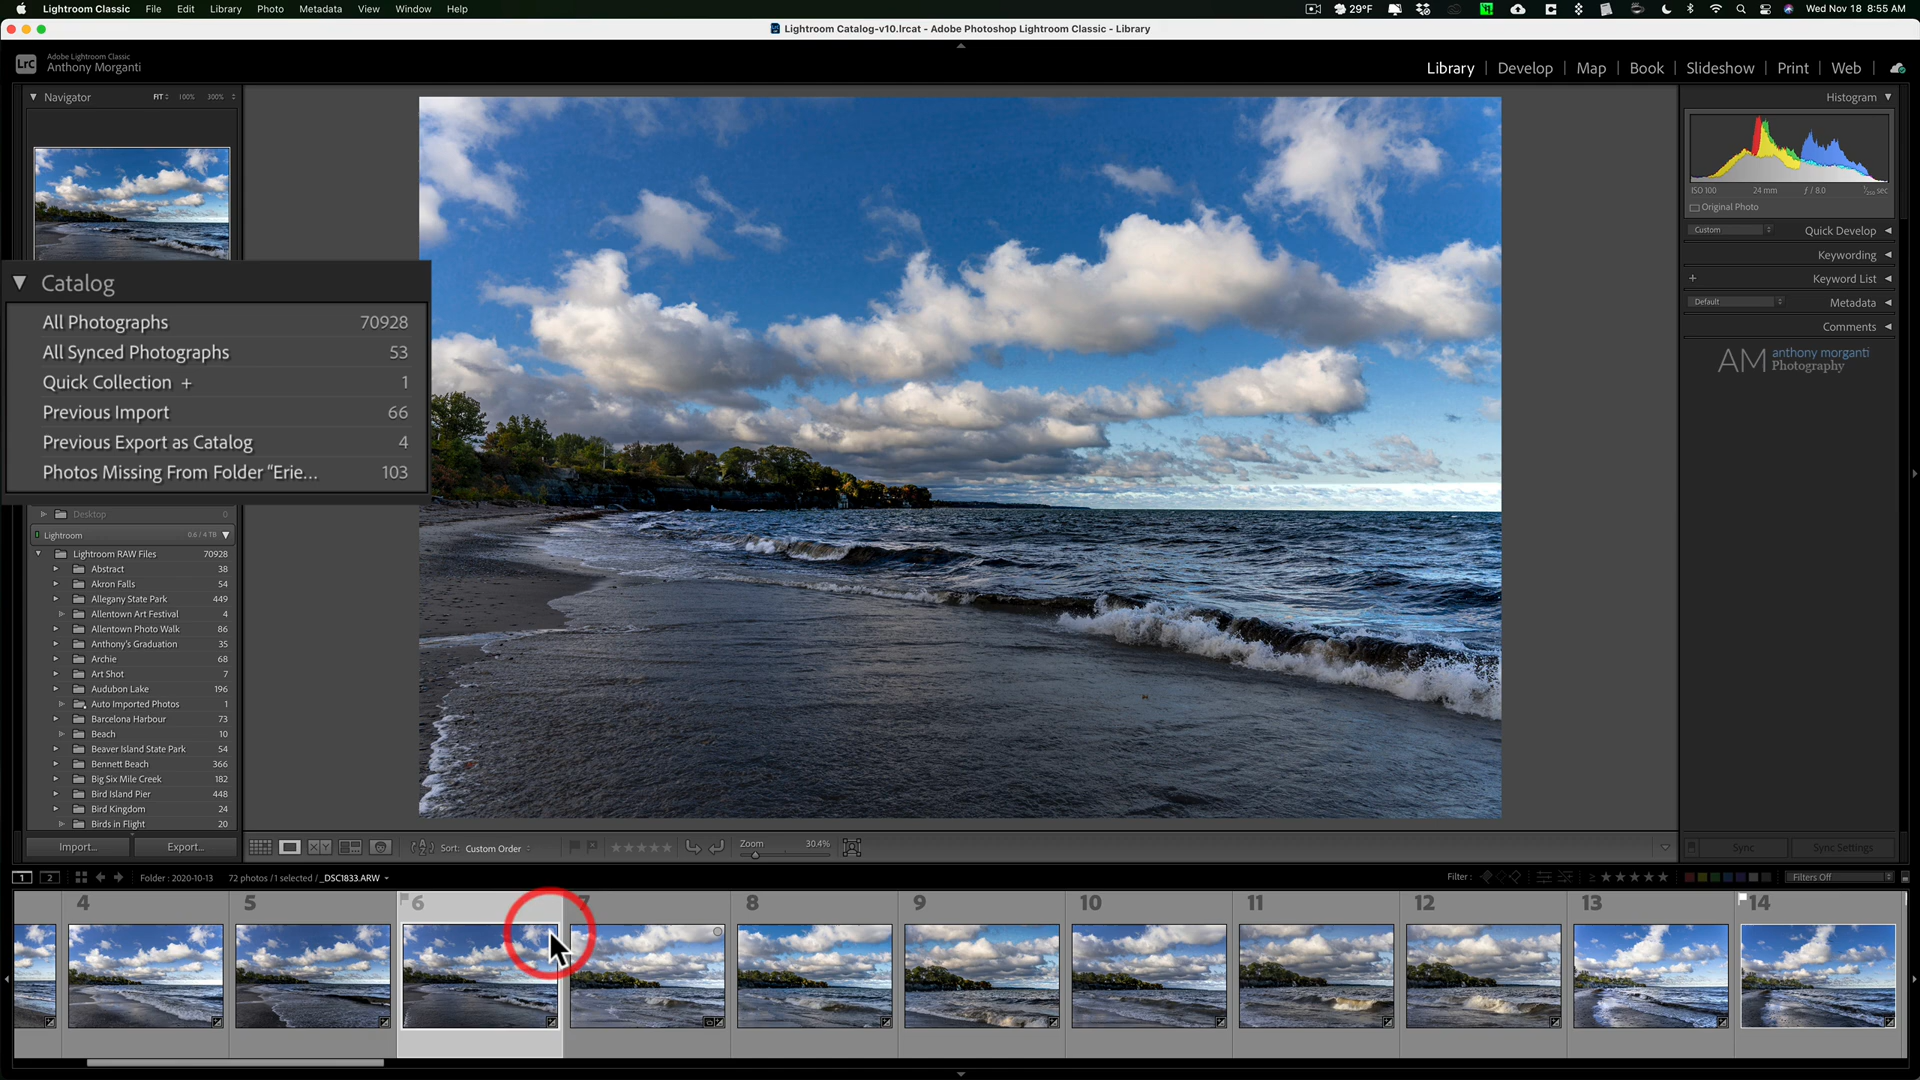 Lightroom Classic File Edit Library Photo Metadata View Window Help 29°F Wed Nov 18 8:55 AM
Lightroom Catalog-v10.lrcat - Adobe Photoshop Lightroom Classic - Library
LrC Adobe Lightroom Classic
Anthony Morganti
Library | Develop | Map | Book | Slideshow | Print | Web
Navigator FIT 100% 300%
Histogram
ISO 100 24 mm ƒ / 8.0 1/250 sec
Original Photo
Custom Quick Develop
Keywording
+ Keyword List
Default Metadata
Comments
AM anthony morganti
Photography
Catalog
All Photographs 70928
All Synced Photographs 53
Quick Collection + 1
Previous Import 66
Previous Export as Catalog 4
Photos Missing From Folder “Erie... 103
Desktop 0
Lightroom 0.6 / 4 TB
Lightroom RAW Files 70928
Abstract 38
Akron Falls 54
Allegany State Park 449
Allentown Art Festival 4
Allentown Photo Walk 86
Anthony's Graduation 35
Archie 68
Art Shot 7
Audubon Lake 196
Auto Imported Photos 1
Barcelona Harbour 73
Beach 10
Beaver Island State Park 54
Bennett Beach 366
Big Six Mile Creek 182
Bird Island Pier 448
Bird Kingdom 24
Birds in Flight 20
Import... Export...
XY Sort: Custom Order Zoom 30.4%
Sync Sync Settings
1 2 Folder : 2020-10-13 72 photos / 1 selected / _DSC1833.ARW Filter : Filters Off
4 5 6 7 8 9 10 11 12 13 14